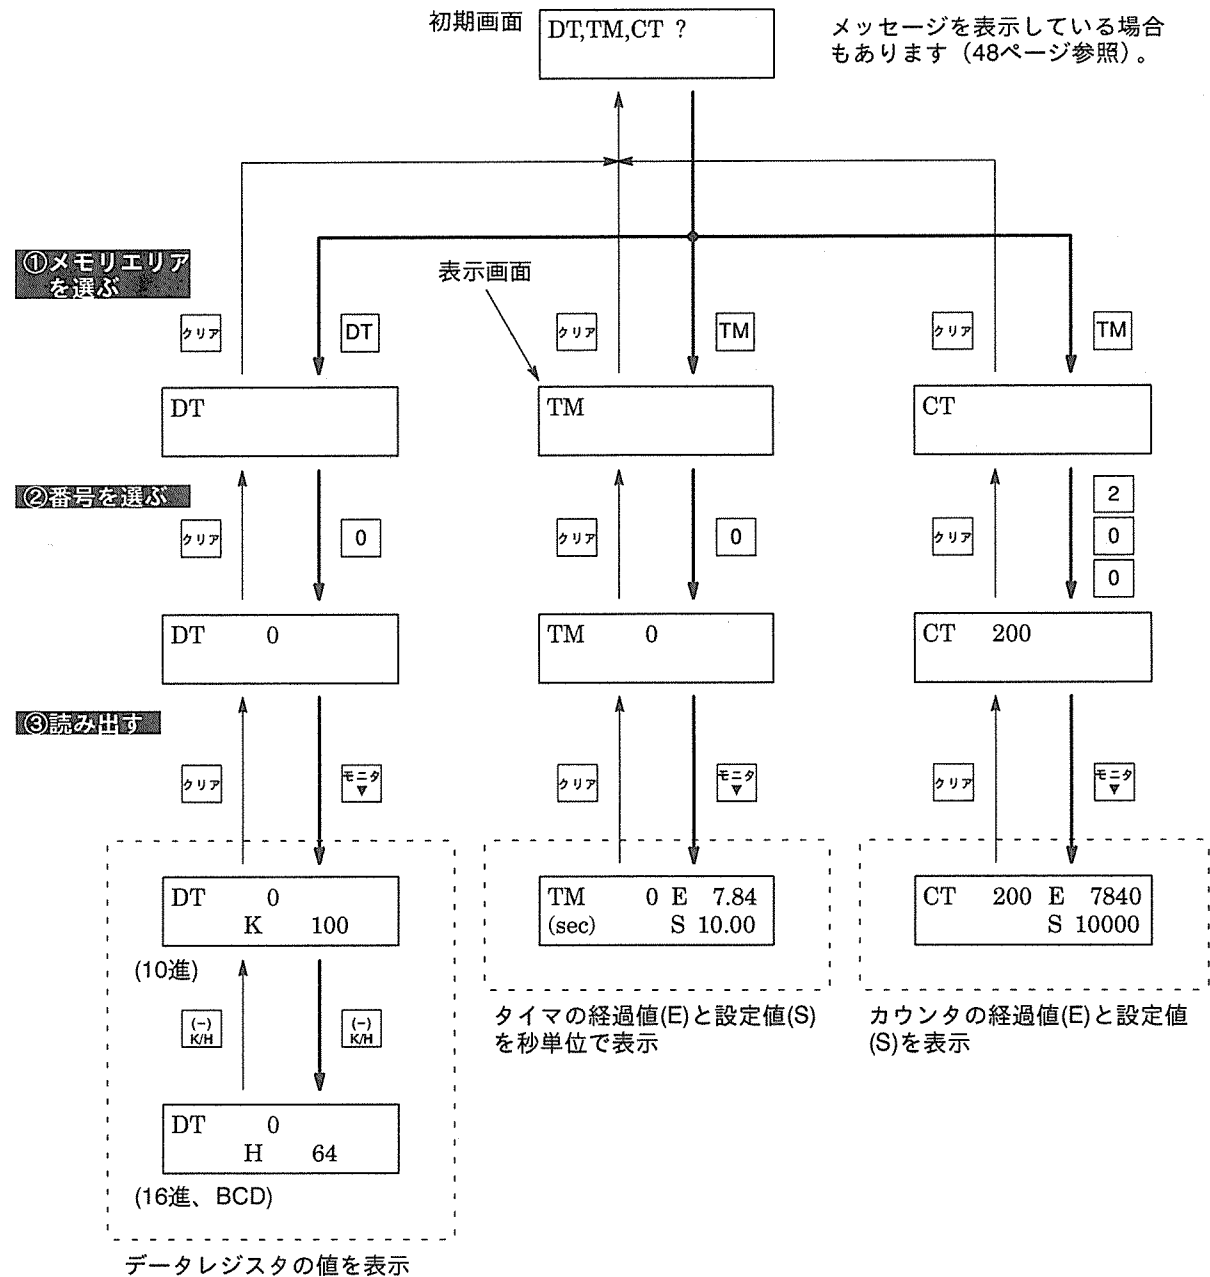 初期画面
DT,TM,CT ?
メッセージを表示している場合
もあります（48ページ参照）。
①メモリエリア
を選ぶ
表示画面
クリア
DT
クリア
TM
クリア
TM
DT
TM
CT
②番号を選ぶ
クリア
0
クリア
0
クリア
2
0
0
DT 0
TM 0
CT 200
③読み出す
クリア
モニタ
▽
クリア
モニタ
▽
クリア
モニタ
▽
DT 0
K 100
(10進)
TM 0 E 7.84
(sec) S 10.00
CT 200 E 7840
S 10000
タイマの経過値(E)と設定値(S)
を秒単位で表示
カウンタの経過値(E)と設定値
(S)を表示
(−)
K/H
(−)
K/H
DT 0
H 64
(16進、BCD)
データレジスタの値を表示